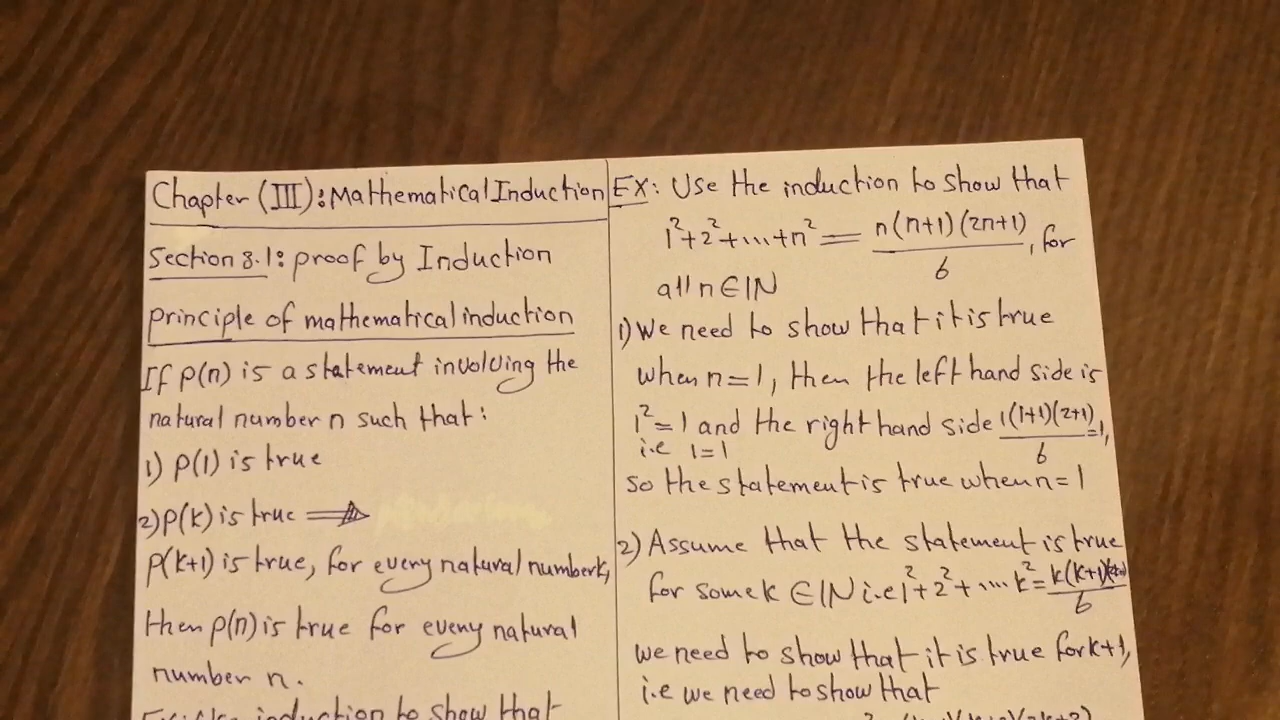 Chapter (III): Mathematical Induction
Section 3.1: proof by Induction
principle of mathematical induction
If p(n) is a statement involving the
natural number n such that:
1) p(1) is true
2) p(k) is true ⟹
p(k+1) is true, for every natural number k,
then p(n) is true for every natural
number n.
induction to show that
EX: Use the induction to show that
1²+2²+...+n² = n(n+1)(2n+1)/6, for
all n∈ℕ
1) We need to show that it is true
when n=1, then the left hand side is
1²=1 and the right hand side 1(1+1)(2+1)/6=1,
i.e 1=1
so the statement is true when n=1
2) Assume that the statement is true
for some k∈ℕ i.e 1²+2²+....k²=k(k+1)/6
we need to show that it is true for k+1,
i.e we need to show that